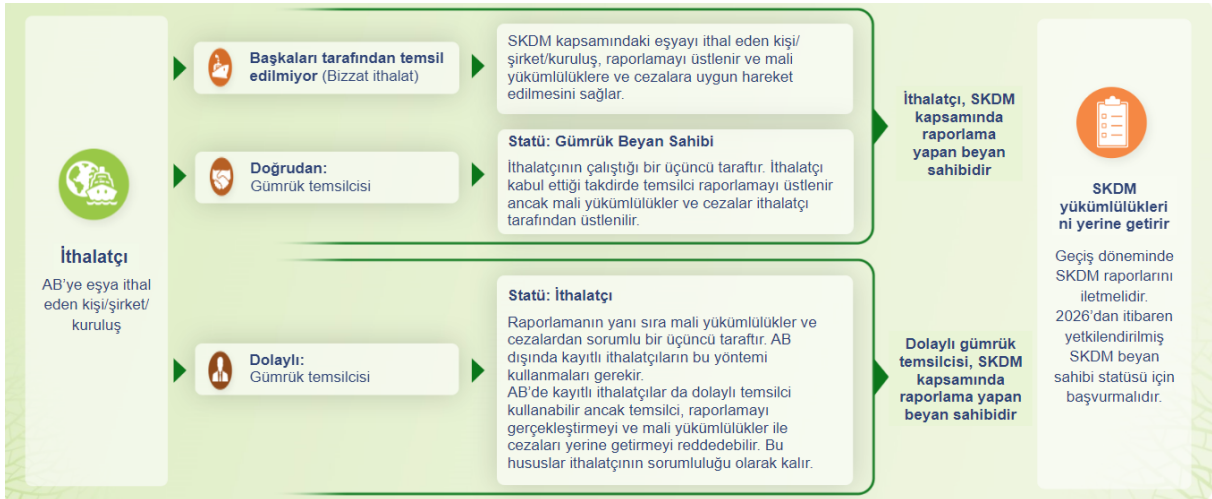 İthalatçı
AB'ye eşya ithal
eden kişi/şirket/
kuruluş
Başkaları tarafından temsil
edilmiyor (Bizzat ithalat)
SKDM kapsamındaki eşyayı ithal eden kişi/
şirket/kuruluş, raporlamayı üstlenir ve mali
yükümlülüklere ve cezalara uygun hareket
edilmesini sağlar.
Doğrudan:
Gümrük temsilcisi
Statü: Gümrük Beyan Sahibi
İthalatçının çalıştığı bir üçüncü taraftır. İthalatçı
kabul ettiği takdirde temsilci raporlamayı üstlenir
ancak mali yükümlülükler ve cezalar ithalatçı
tarafından üstlenilir.
İthalatçı, SKDM
kapsamında
raporlama
yapan beyan
sahibidir
Dolaylı:
Gümrük temsilcisi
Statü: İthalatçı
Raporlamanın yanı sıra mali yükümlülükler ve
cezalardan sorumlu bir üçüncü taraftır. AB
dışında kayıtlı ithalatçıların bu yöntemi
kullanmaları gerekir.
AB'de kayıtlı ithalatçılar da dolaylı temsilci
kullanabilir ancak temsilci, raporlamayı
gerçekleştirmeyi ve mali yükümlülükler ile
cezaları yerine getirmeyi reddedebilir. Bu
hususlar ithalatçının sorumluluğu olarak kalır.
Dolaylı gümrük
temsilcisi, SKDM
kapsamında
raporlama yapan
beyan sahibidir
SKDM
yükümlülükleri
ni yerine getirir
Geçiş döneminde
SKDM raporlarını
iletmelidir.
2026'dan itibaren
yetkilendirilmiş
SKDM beyan
sahibi statüsü için
başvurmalıdır.